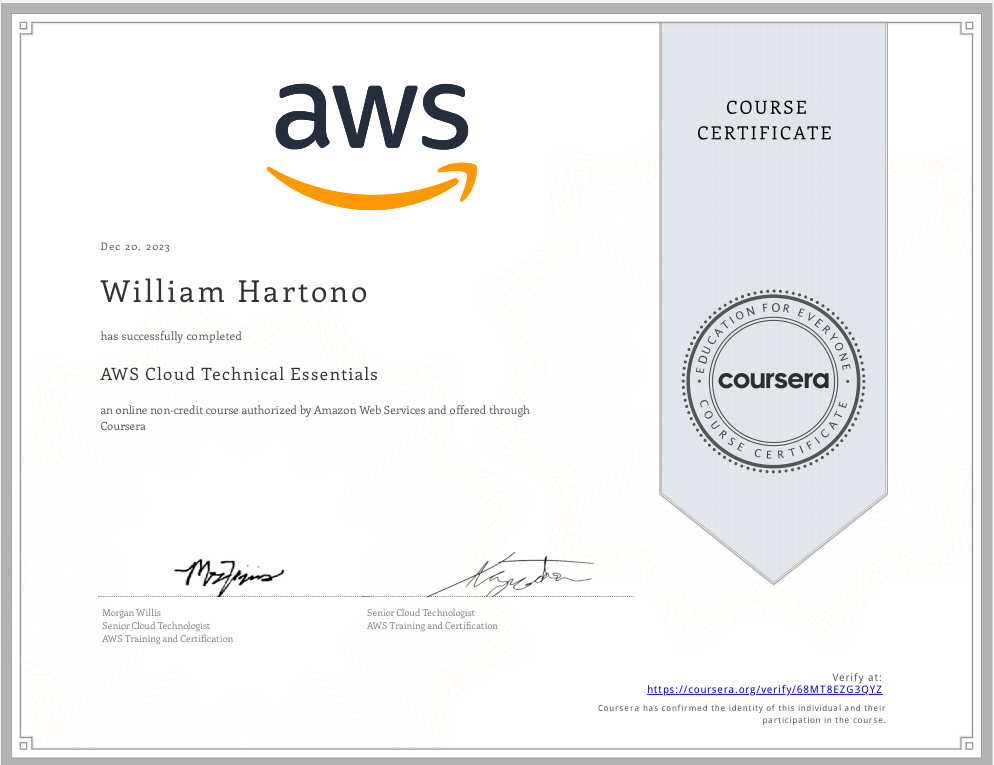 aws
COURSE
CERTIFICATE
Dec 20, 2023
William Hartono
has successfully completed
AWS Cloud Technical Essentials
an online non-credit course authorized by Amazon Web Services and offered through
Coursera
EDUCATION FOR EVERYONE
coursera
COURSE CERTIFICATE
Morgan Willis
Senior Cloud Technologist
AWS Training and Certification
Senior Cloud Technologist
AWS Training and Certification
Verify at:
https://coursera.org/verify/68MT8EZG3QYZ
Coursera has confirmed the identity of this individual and their
participation in the course.